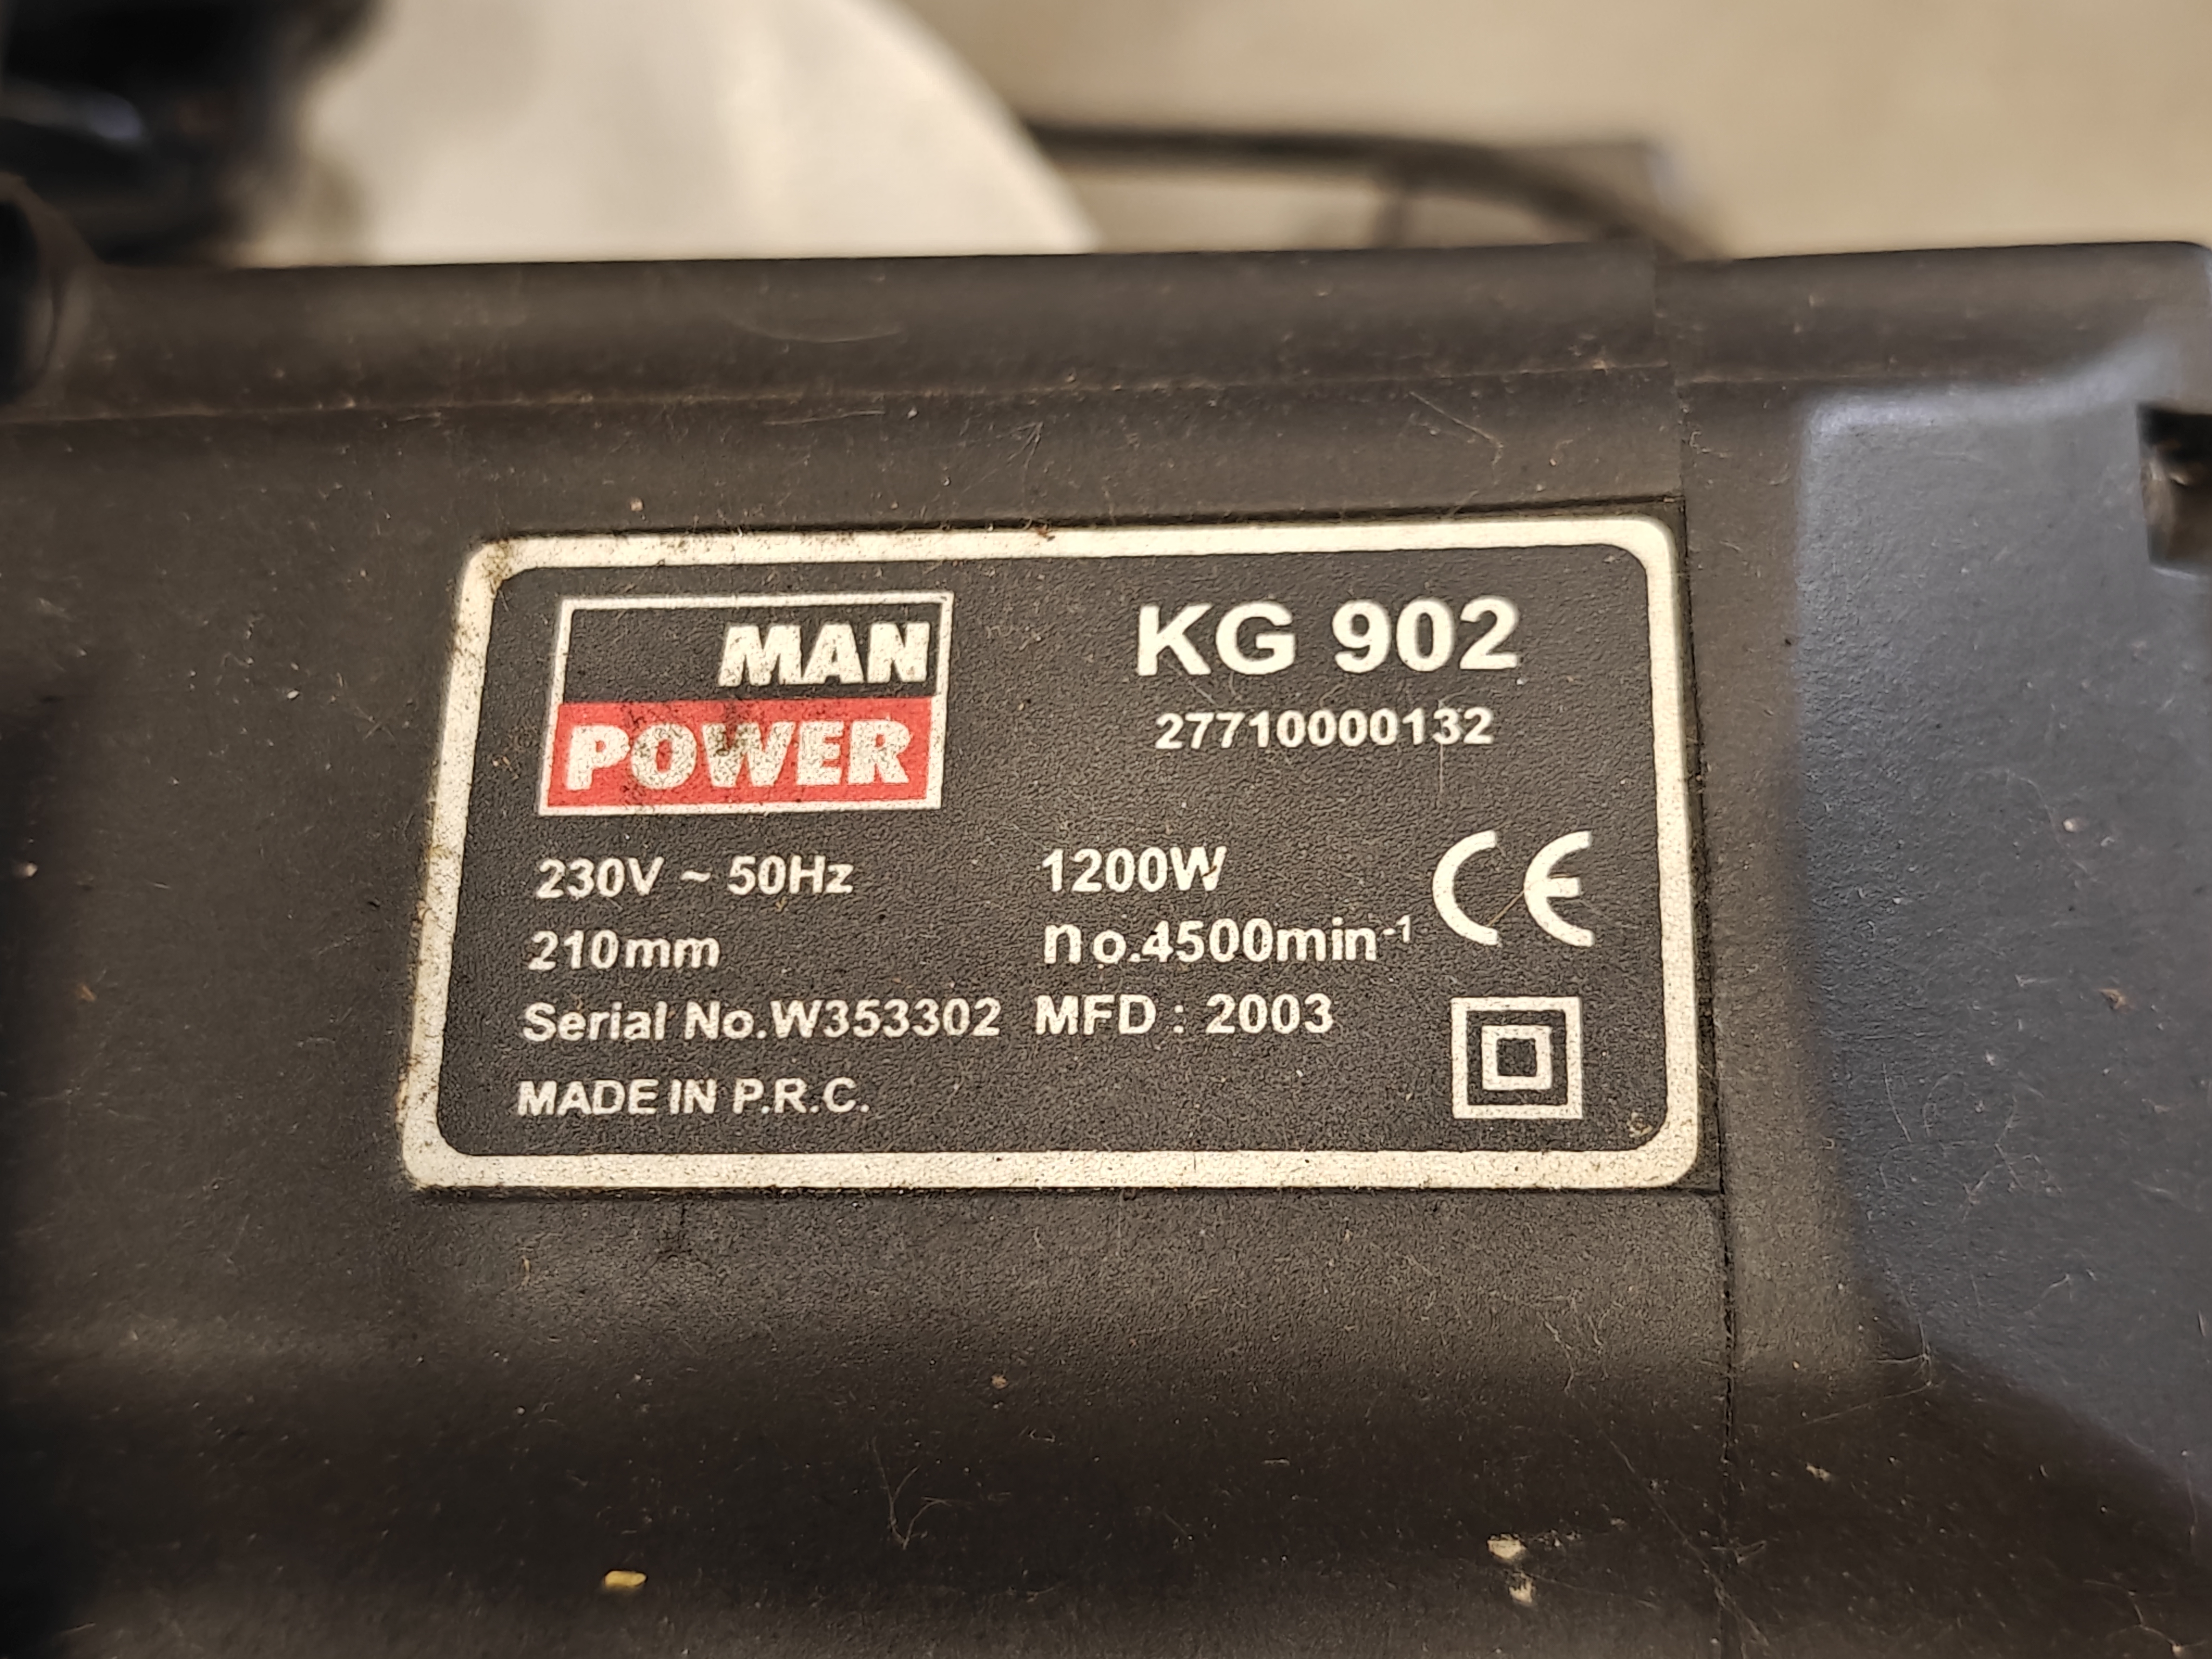 MAN
POWER
KG 902
27710000132
230V ~ 50Hz
1200W
210mm
no.4500min-1
CE
Serial No.W353302
MFD : 2003
MADE IN P.R.C.